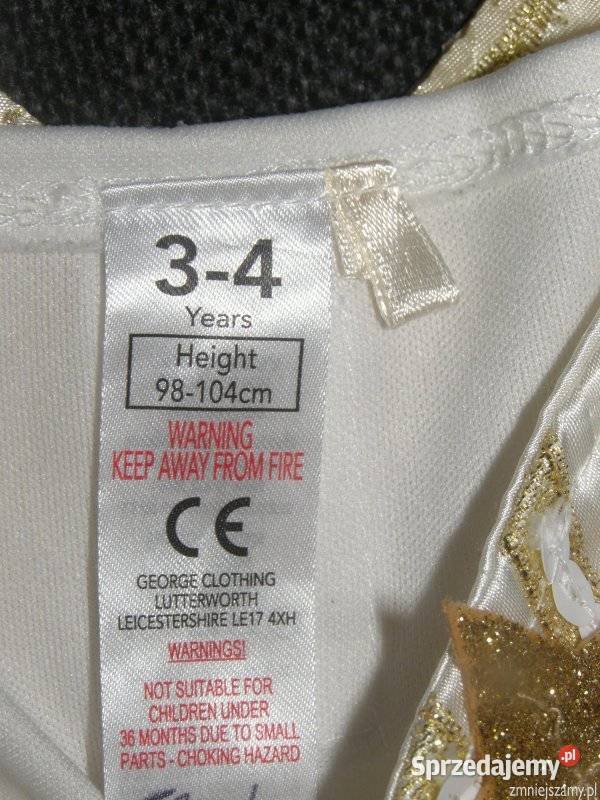 3-4
Years
Height
98-104cm
WARNING
KEEP AWAY FROM FIRE
CE
GEORGE CLOTHING
LUTTERWORTH
LEICESTERSHIRE LE17 4XH
WARNINGS!
NOT SUITABLE FOR
CHILDREN UNDER
36 MONTHS DUE TO SMALL
PARTS - CHOKING HAZARD
Sprzedajemy.pl
zmniejszamy.pl